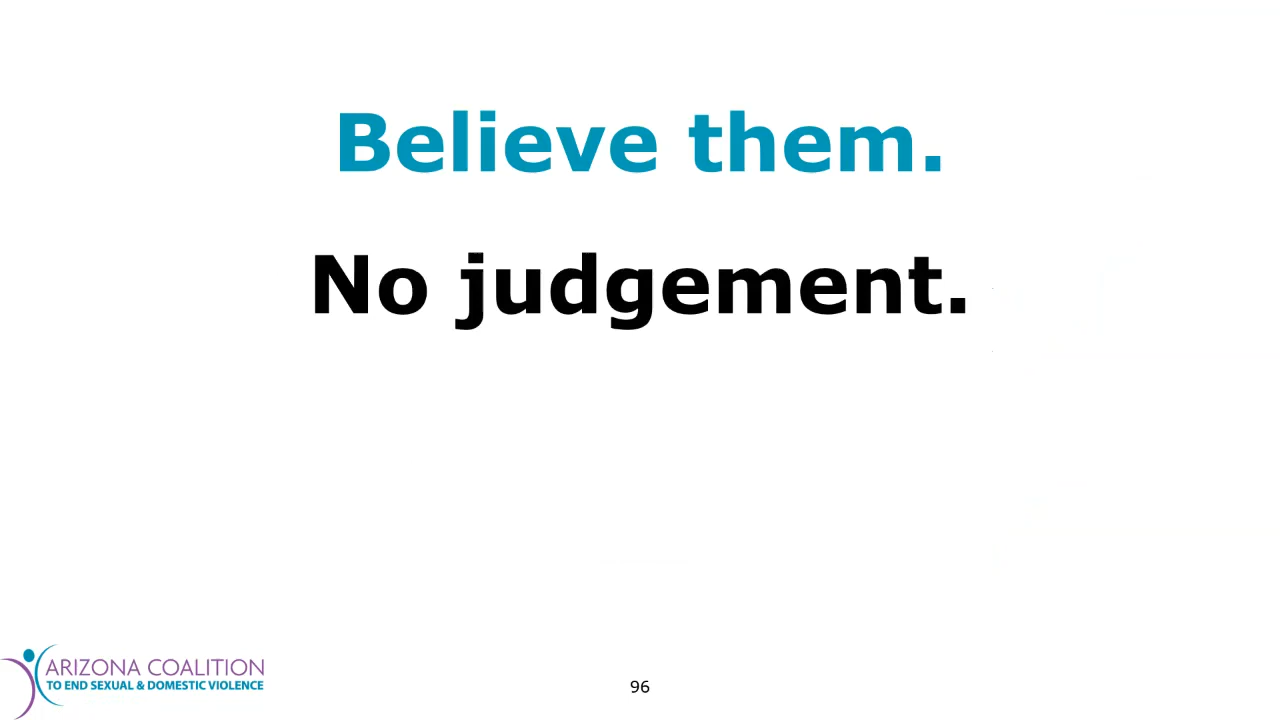 Believe them.
No judgement.
ARIZONA COALITION
TO END SEXUAL & DOMESTIC VIOLENCE
96